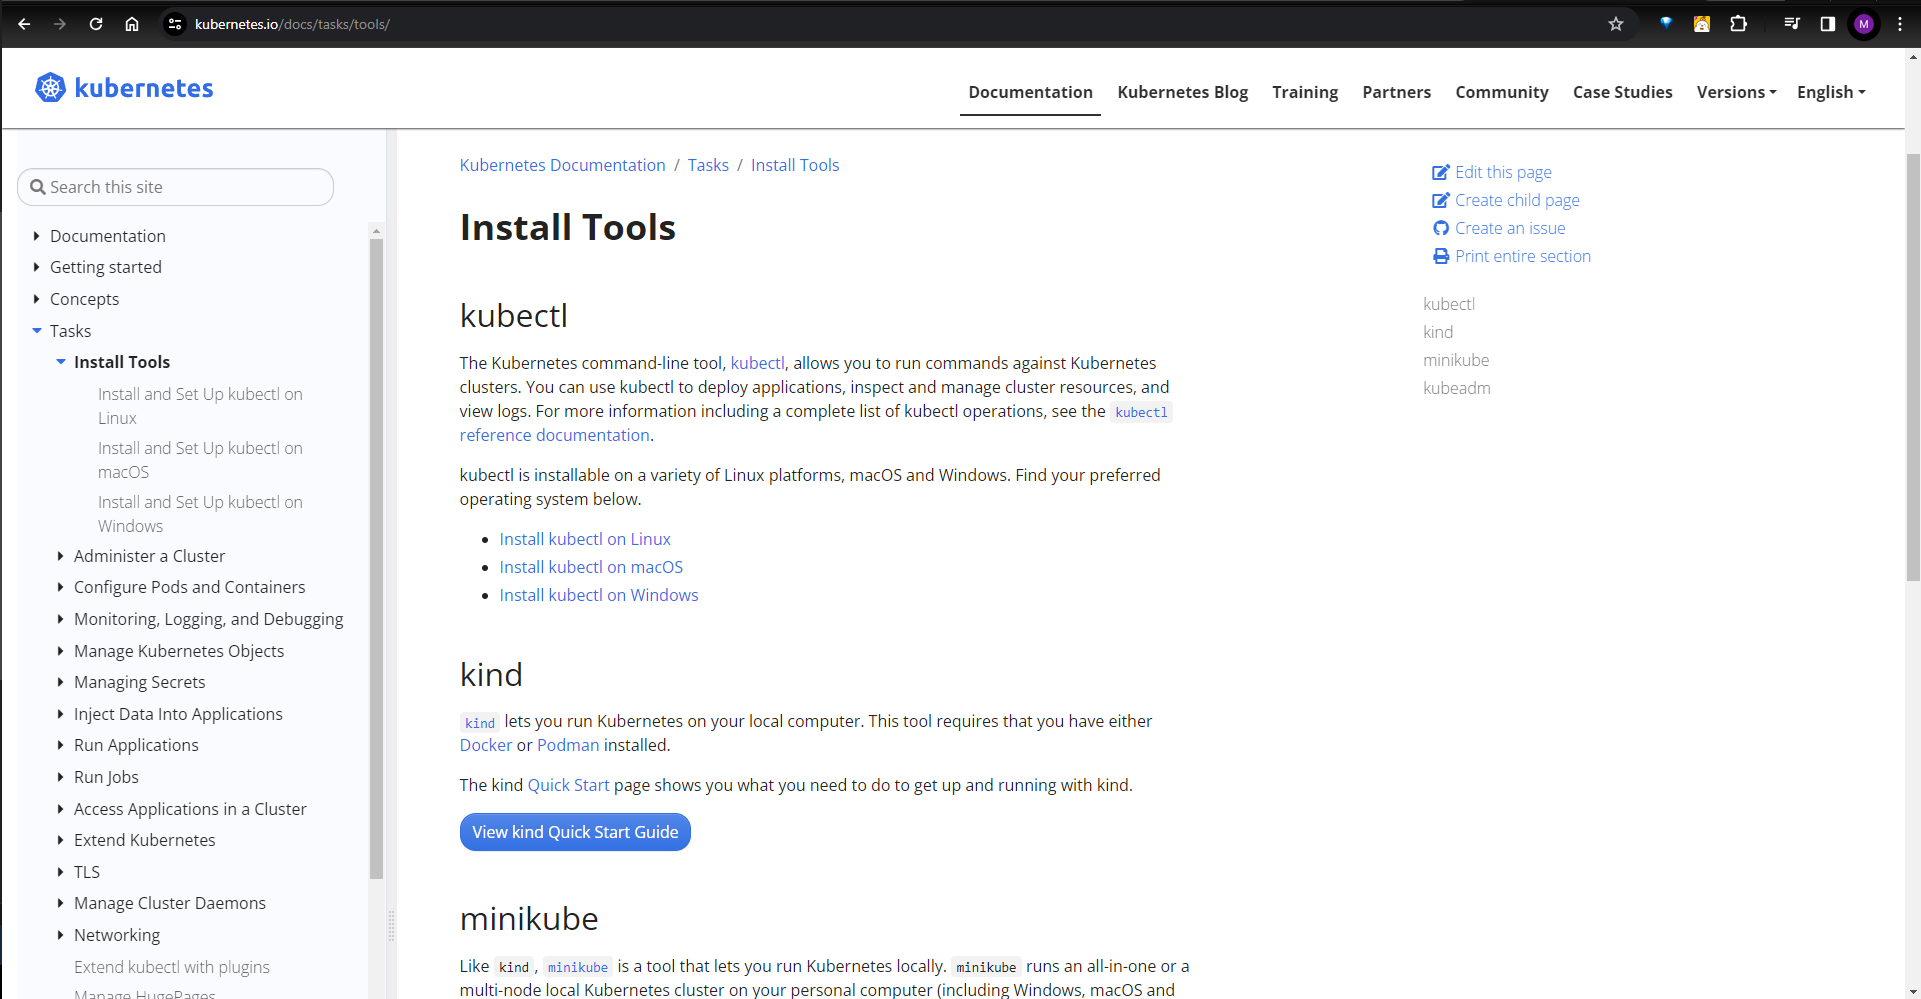 kubernetes.io/docs/tasks/tools/
M
kubernetes
Documentation
Kubernetes Blog
Training
Partners
Community
Case Studies
Versions
English
Search this site
Documentation
Getting started
Concepts
Tasks
Install Tools
Install and Set Up kubectl on
Linux
Install and Set Up kubectl on
macOS
Install and Set Up kubectl on
Windows
Administer a Cluster
Configure Pods and Containers
Monitoring, Logging, and Debugging
Manage Kubernetes Objects
Managing Secrets
Inject Data Into Applications
Run Applications
Run Jobs
Access Applications in a Cluster
Extend Kubernetes
TLS
Manage Cluster Daemons
Networking
Extend kubectl with plugins
Manage HugePages
Kubernetes Documentation / Tasks / Install Tools
Install Tools
kubectl
The Kubernetes command-line tool, kubectl, allows you to run commands against Kubernetes
clusters. You can use kubectl to deploy applications, inspect and manage cluster resources, and
view logs. For more information including a complete list of kubectl operations, see the kubectl
reference documentation.
kubectl is installable on a variety of Linux platforms, macOS and Windows. Find your preferred
operating system below.
Install kubectl on Linux
Install kubectl on macOS
Install kubectl on Windows
kind
kind lets you run Kubernetes on your local computer. This tool requires that you have either
Docker or Podman installed.
The kind Quick Start page shows you what you need to do to get up and running with kind.
View kind Quick Start Guide
minikube
Like kind, minikube is a tool that lets you run Kubernetes locally. minikube runs an all-in-one or a
multi-node local Kubernetes cluster on your personal computer (including Windows, macOS and
Edit this page
Create child page
Create an issue
Print entire section
kubectl
kind
minikube
kubeadm